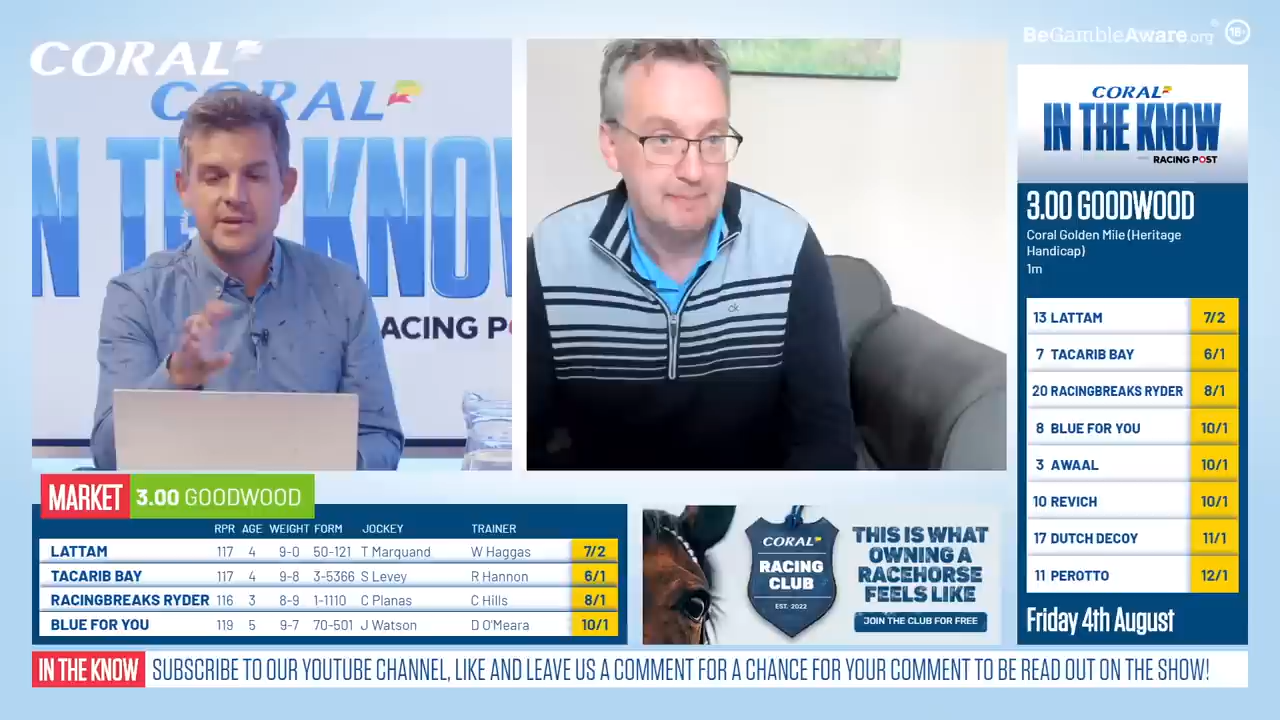 CORAL
BeGambleAware.org®
18+
CORAL
N THE KNOW
RACING PO
ck
CORAL
IN THE KNOW
RACING POST
3.00 GOODWOOD
Coral Golden Mile (Heritage
Handicap)
1m
13 LATTAM 7/2
7 TACARIB BAY 6/1
20 RACINGBREAKS RYDER 8/1
8 BLUE FOR YOU 10/1
3 AWAAL 10/1
10 REVICH 10/1
17 DUTCH DECOY 11/1
11 PEROTTO 12/1
Friday 4th August
MARKET 3.00 GOODWOOD
RPR AGE WEIGHT FORM JOCKEY TRAINER
LATTAM 117 4 9-0 50-121 T Marquand W Haggas 7/2
TACARIB BAY 117 4 9-8 3-5366 S Levey R Hannon 6/1
RACINGBREAKS RYDER 116 3 8-9 1-1110 C Planas C Hills 8/1
BLUE FOR YOU 119 5 9-7 70-501 J Watson D O'Meara 10/1
CORAL
RACING
CLUB
EST. 2022
THIS IS WHAT
OWNING A
RACEHORSE
FEELS LIKE
JOIN THE CLUB FOR FREE
IN THE KNOW SUBSCRIBE TO OUR YOUTUBE CHANNEL, LIKE AND LEAVE US A COMMENT FOR A CHANCE FOR YOUR COMMENT TO BE READ OUT ON THE SHOW!